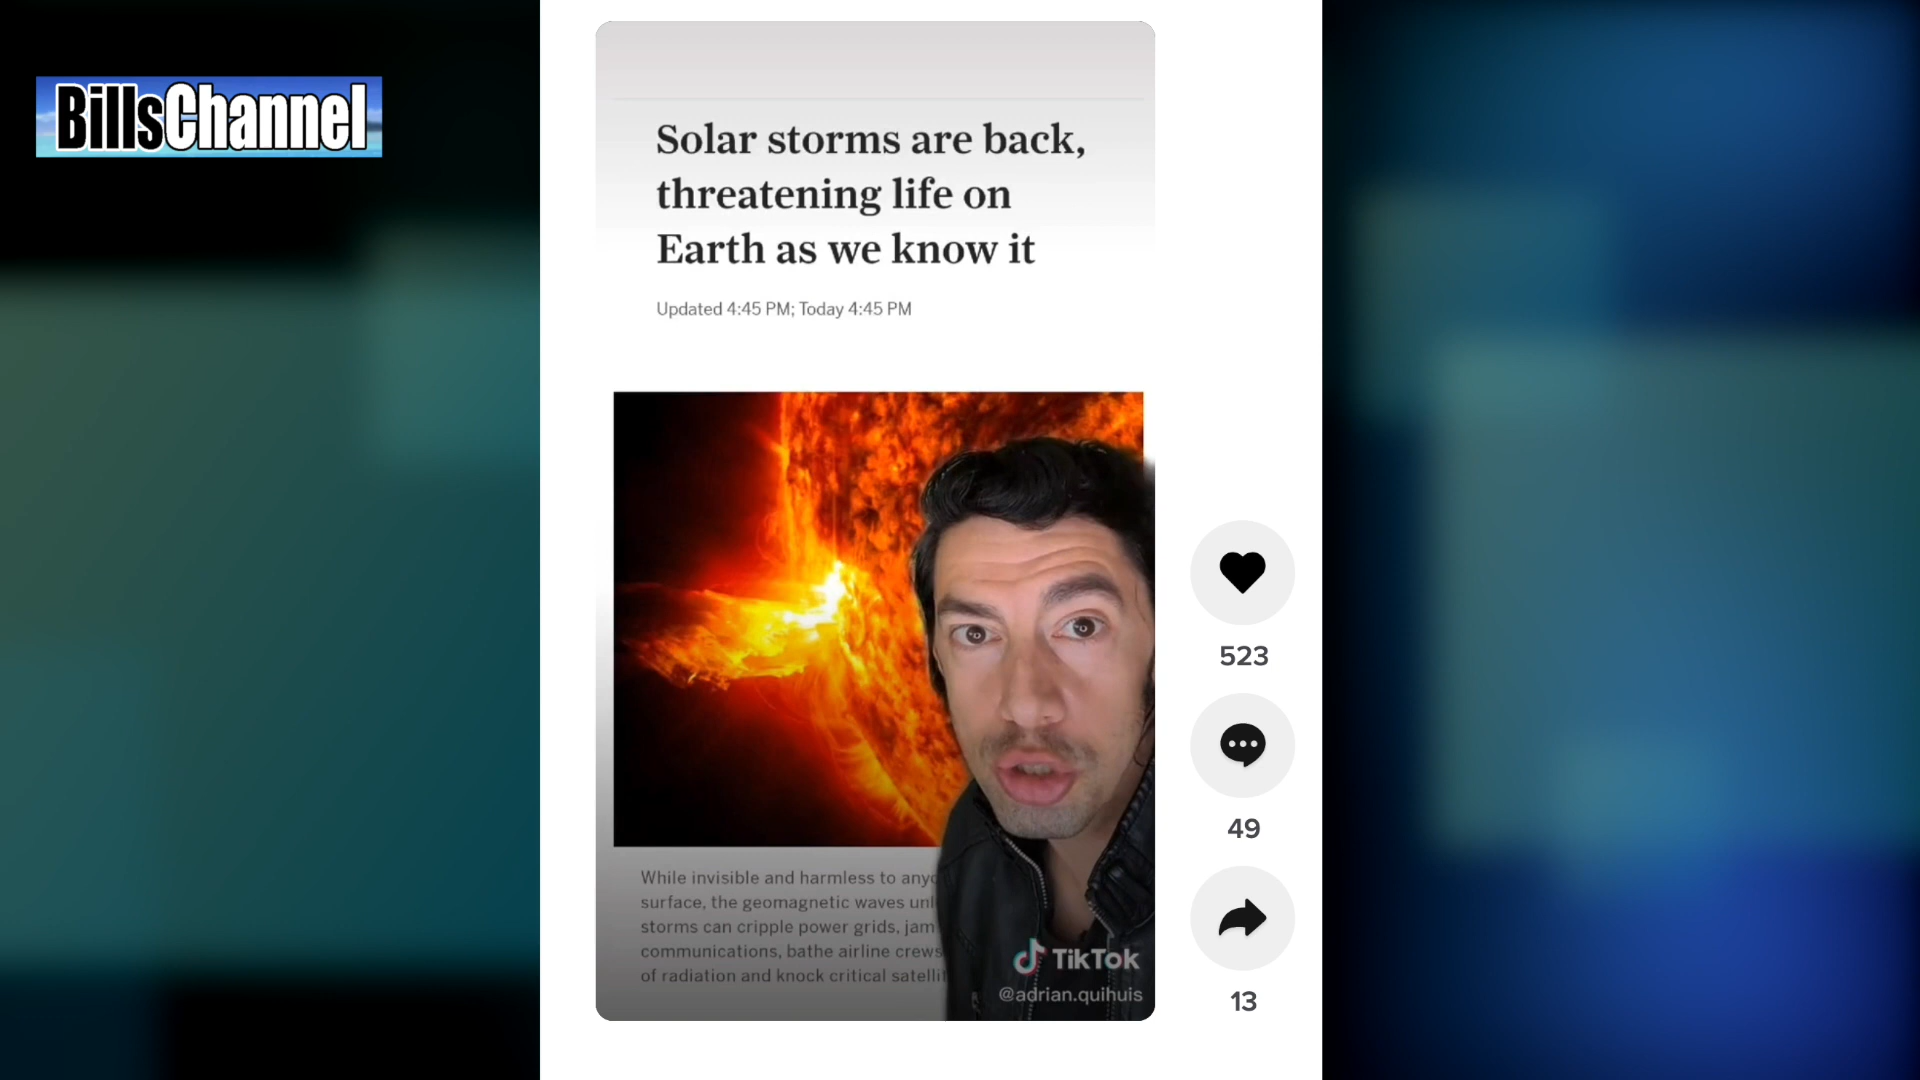 BillsChannel
Solar storms are back,
threatening life on
Earth as we know it
Updated 4:45 PM; Today 4:45 PM
While invisible and harmless to
surface, the geomagnetic waves
storms can cripple power grids, jam
communications, bathe airline crews
of radiation and knock critical
TikTok
@adrian.quihuis
523
49
13